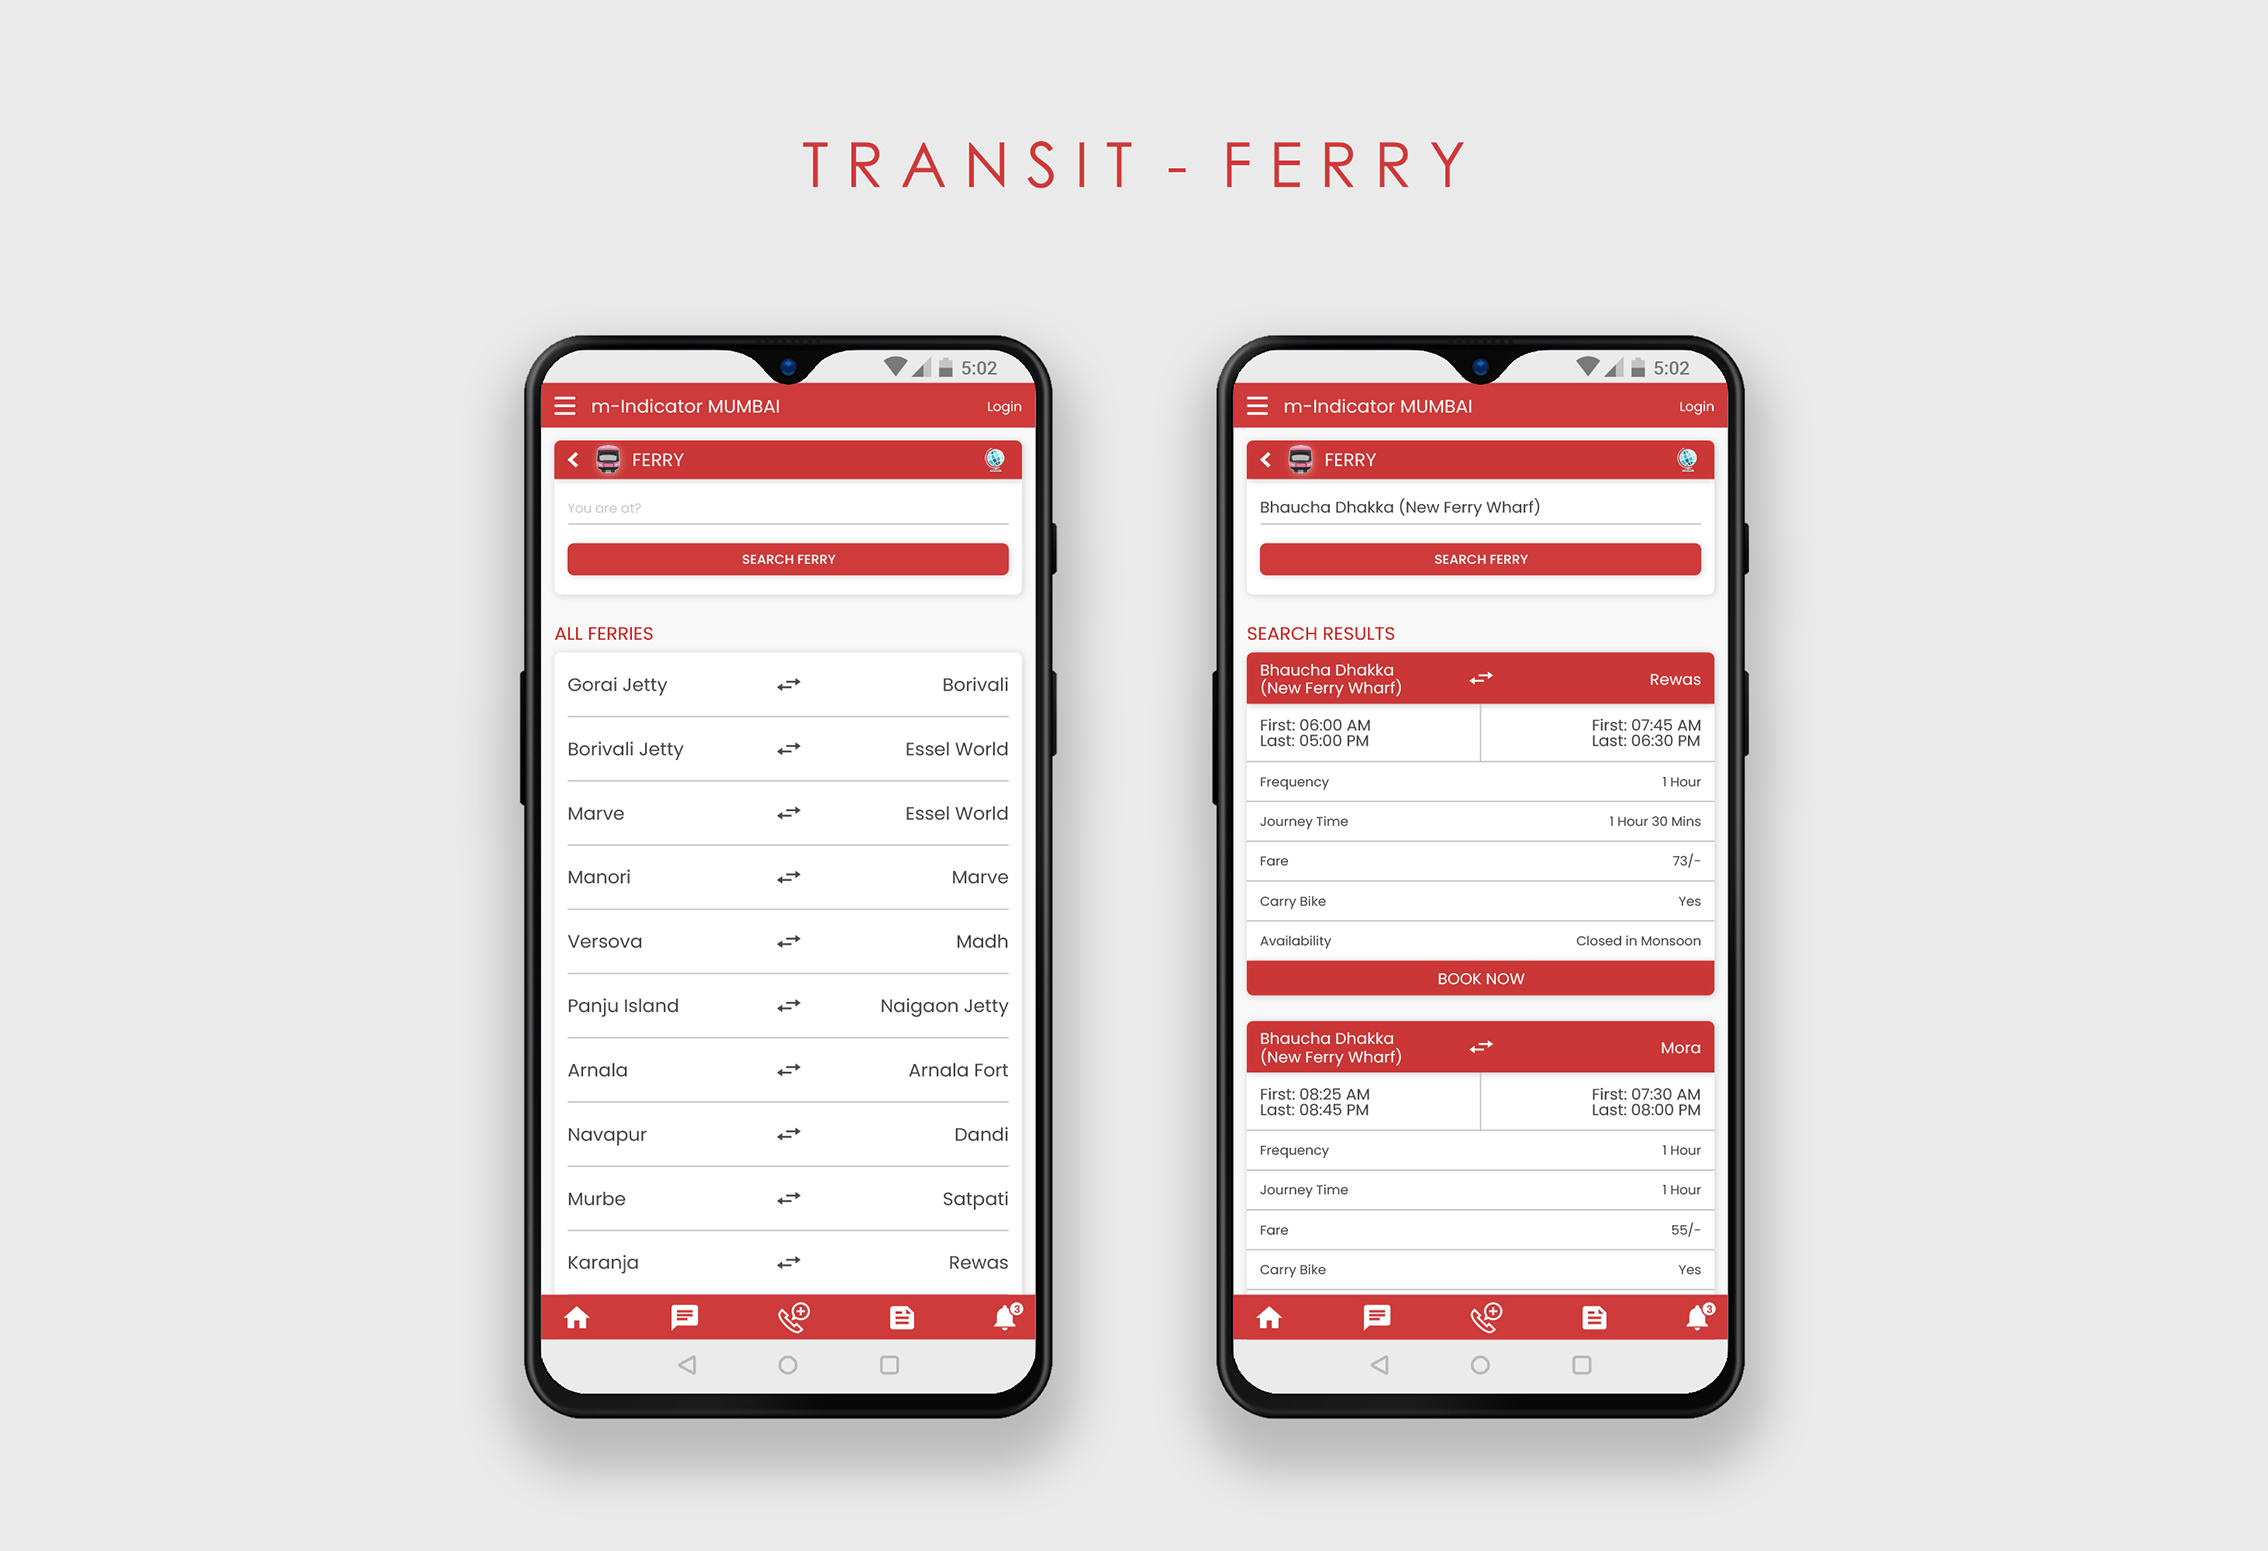 TRANSIT - FERRY
5:02
m-Indicator MUMBAI Login
FERRY
You are at?
SEARCH FERRY
ALL FERRIES
Gorai Jetty Borivali
Borivali Jetty Essel World
Marve Essel World
Manori Marve
Versova Madh
Panju Island Naigaon Jetty
Arnala Arnala Fort
Navapur Dandi
Murbe Satpati
Karanja Rewas
3
5:02
m-Indicator MUMBAI Login
FERRY
Bhaucha Dhakka (New Ferry Wharf)
SEARCH FERRY
SEARCH RESULTS
Bhaucha Dhakka
(New Ferry Wharf) Rewas
First: 06:00 AM First: 07:45 AM
Last: 05:00 PM Last: 06:30 PM
Frequency 1 Hour
Journey Time 1 Hour 30 Mins
Fare 73/-
Carry Bike Yes
Availability Closed in Monsoon
BOOK NOW
Bhaucha Dhakka
(New Ferry Wharf) Mora
First: 08:25 AM First: 07:30 AM
Last: 08:45 PM Last: 08:00 PM
Frequency 1 Hour
Journey Time 1 Hour
Fare 55/-
Carry Bike Yes
3